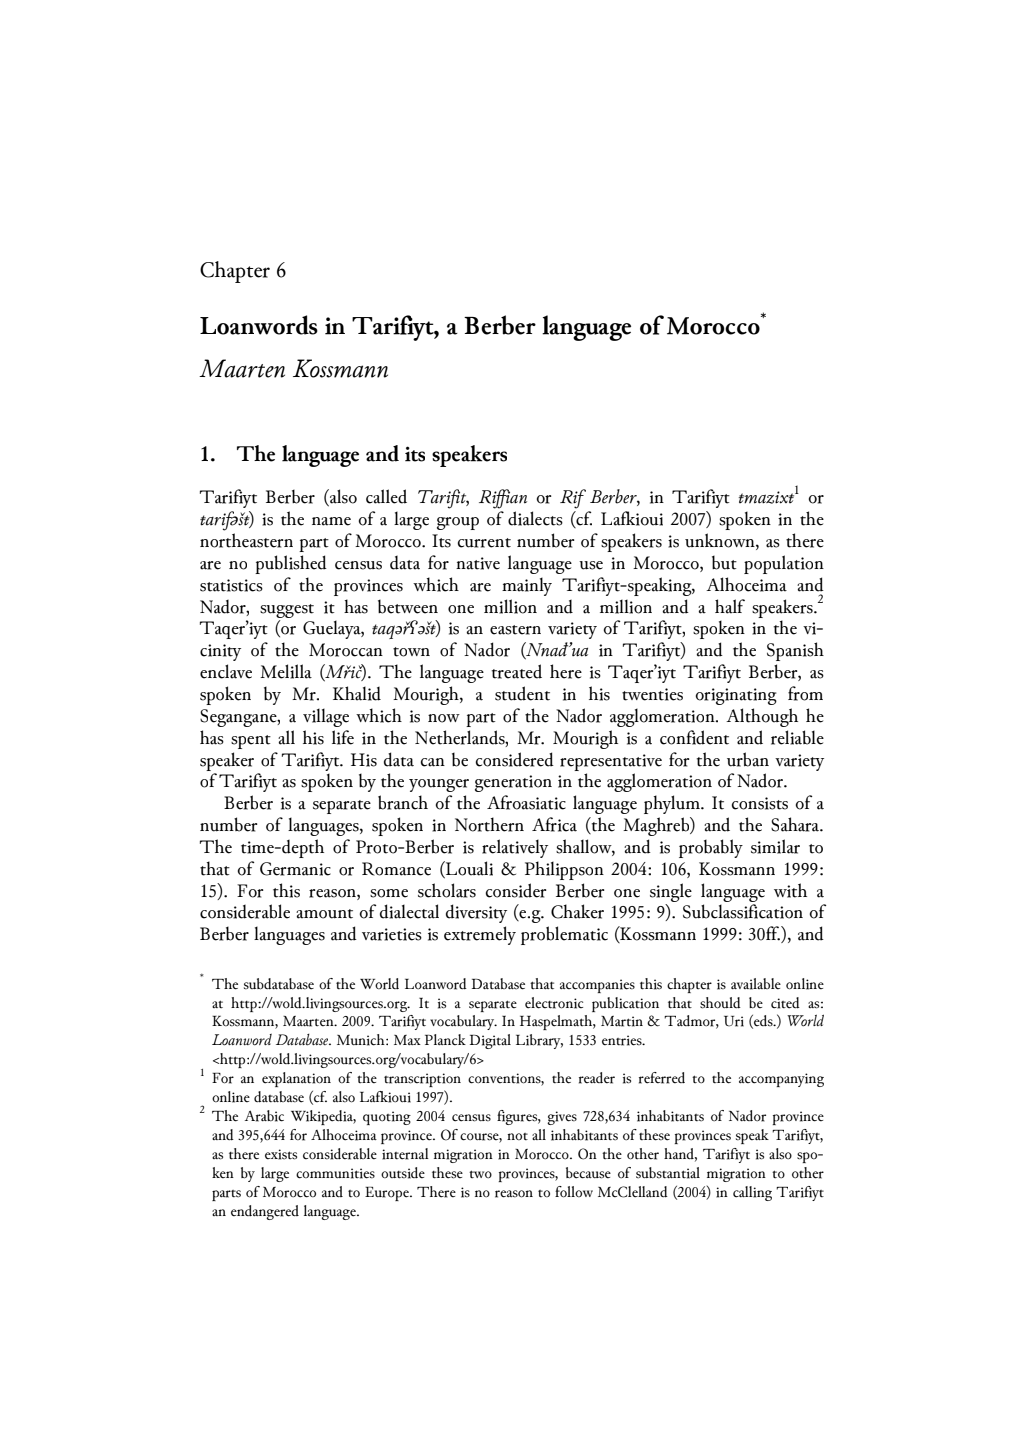 Chapter 6
Loanwords in Tarifiyt, a Berber language of Morocco*
Maarten Kossmann
1. The language and its speakers
Tarifiyt Berber (also called Tarifit, Riffian or Rif Berber, in Tarifiyt tmazixt¹ or
tarifəšt) is the name of a large group of dialects (cf. Lafkioui 2007) spoken in the
northeastern part of Morocco. Its current number of speakers is unknown, as there
are no published census data for native language use in Morocco, but population
statistics of the provinces which are mainly Tarifiyt-speaking, Alhoceima and
Nador, suggest it has between one million and a million and a half speakers.²
Taqer’iyt (or Guelaya, taqəřʕəšt) is an eastern variety of Tarifiyt, spoken in the vi-
cinity of the Moroccan town of Nador (Nnađ’ua in Tarifiyt) and the Spanish
enclave Melilla (Mřič). The language treated here is Taqer’iyt Tarifiyt Berber, as
spoken by Mr. Khalid Mourigh, a student in his twenties originating from
Segangane, a village which is now part of the Nador agglomeration. Although he
has spent all his life in the Netherlands, Mr. Mourigh is a confident and reliable
speaker of Tarifiyt. His data can be considered representative for the urban variety
of Tarifiyt as spoken by the younger generation in the agglomeration of Nador.
Berber is a separate branch of the Afroasiatic language phylum. It consists of a
number of languages, spoken in Northern Africa (the Maghreb) and the Sahara.
The time-depth of Proto-Berber is relatively shallow, and is probably similar to
that of Germanic or Romance (Louali & Philippson 2004: 106, Kossmann 1999:
15). For this reason, some scholars consider Berber one single language with a
considerable amount of dialectal diversity (e.g. Chaker 1995: 9). Subclassification of
Berber languages and varieties is extremely problematic (Kossmann 1999: 30ff.), and
* The subdatabase of the World Loanword Database that accompanies this chapter is available online
at http://wold.livingsources.org. It is a separate electronic publication that should be cited as:
Kossmann, Maarten. 2009. Tarifiyt vocabulary. In Haspelmath, Martin & Tadmor, Uri (eds.) World
Loanword Database. Munich: Max Planck Digital Library, 1533 entries.
<http://wold.livingsources.org/vocabulary/6>
¹ For an explanation of the transcription conventions, the reader is referred to the accompanying
online database (cf. also Lafkioui 1997).
² The Arabic Wikipedia, quoting 2004 census figures, gives 728,634 inhabitants of Nador province
and 395,644 for Alhoceima province. Of course, not all inhabitants of these provinces speak Tarifiyt,
as there exists considerable internal migration in Morocco. On the other hand, Tarifiyt is also spo-
ken by large communities outside these two provinces, because of substantial migration to other
parts of Morocco and to Europe. There is no reason to follow McClelland (2004) in calling Tarifiyt
an endangered language.